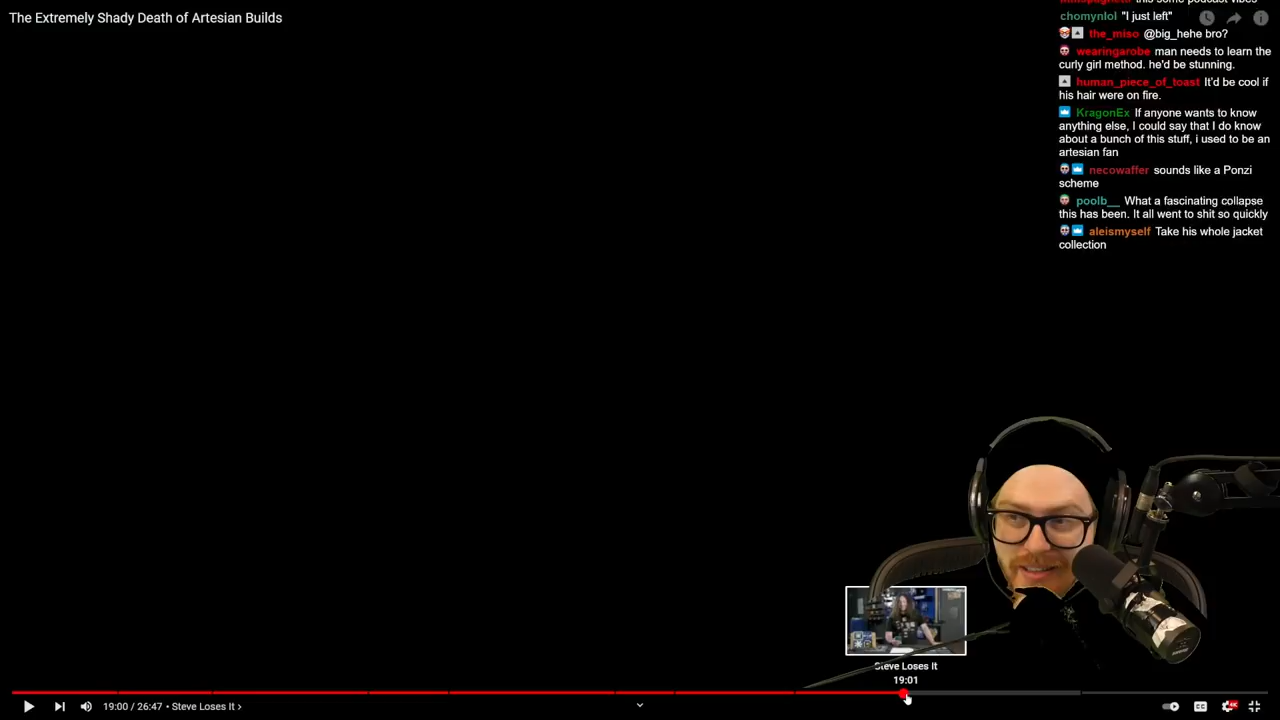 The Extremely Shady Death of Artesian Builds
chomynlol "I just left"
the_miso @big_hehe bro?
wearingarobe man needs to learn the
curly girl method. he'd be stunning.
human_piece_of_toast It'd be cool if
his hair were on fire.
KragonEx If anyone wants to know
anything else, I could say that I do know
about a bunch of this stuff, i used to be an
artesian fan
necowaffer sounds like a Ponzi
scheme
poolb__ What a fascinating collapse
this has been. It all went to shit so quickly
aleismyself Take his whole jacket
collection
Steve Loses It
19:01
19:00 / 26:47 • Steve Loses It ›
CC